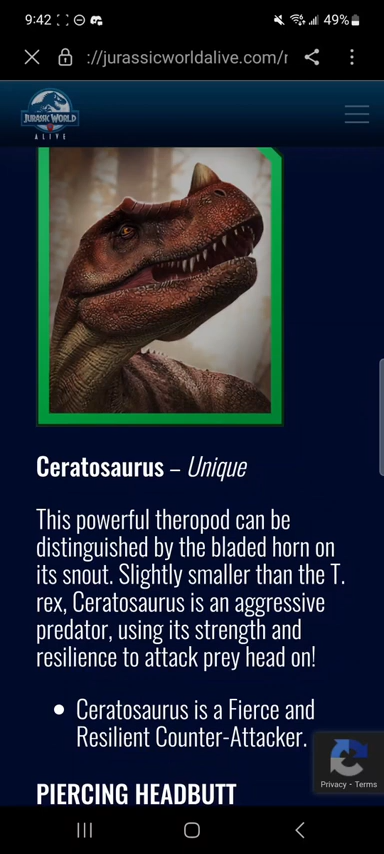 9:42
49%
://jurassicworldalive.com/r
JURASSIC WORLD
ALIVE
Ceratosaurus – Unique
This powerful theropod can be
distinguished by the bladed horn on
its snout. Slightly smaller than the T.
rex, Ceratosaurus is an aggressive
predator, using its strength and
resilience to attack prey head on!
• Ceratosaurus is a Fierce and
Resilient Counter-Attacker.
Privacy - Terms
PIERCING HEADBUTT